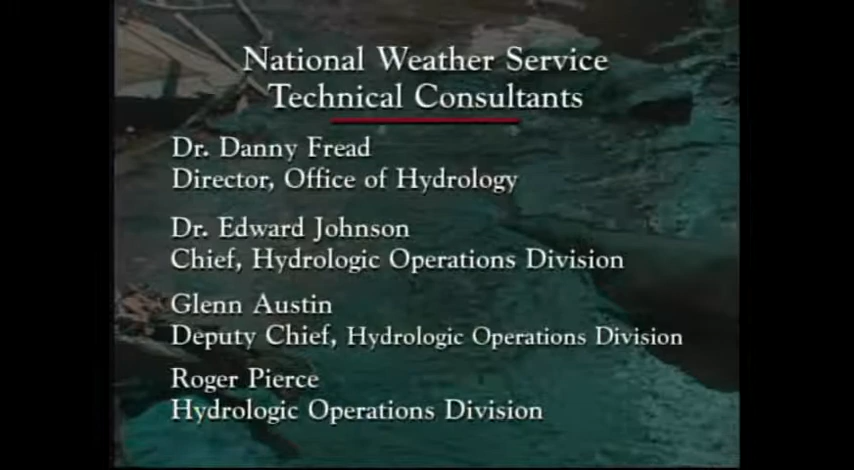 National Weather Service
Technical Consultants
Dr. Danny Fread
Director, Office of Hydrology
Dr. Edward Johnson
Chief, Hydrologic Operations Division
Glenn Austin
Deputy Chief, Hydrologic Operations Division
Roger Pierce
Hydrologic Operations Division